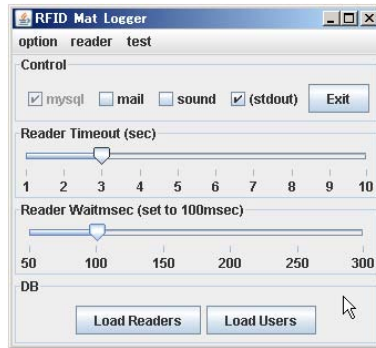 RFID Mat Logger
option reader test
Control
mysql mail sound (stdout) Exit
Reader Timeout (sec)
1 2 3 4 5 6 7 8 9 10
Reader Waitmsec (set to 100msec)
50 100 150 200 250 300
DB
Load Readers Load Users